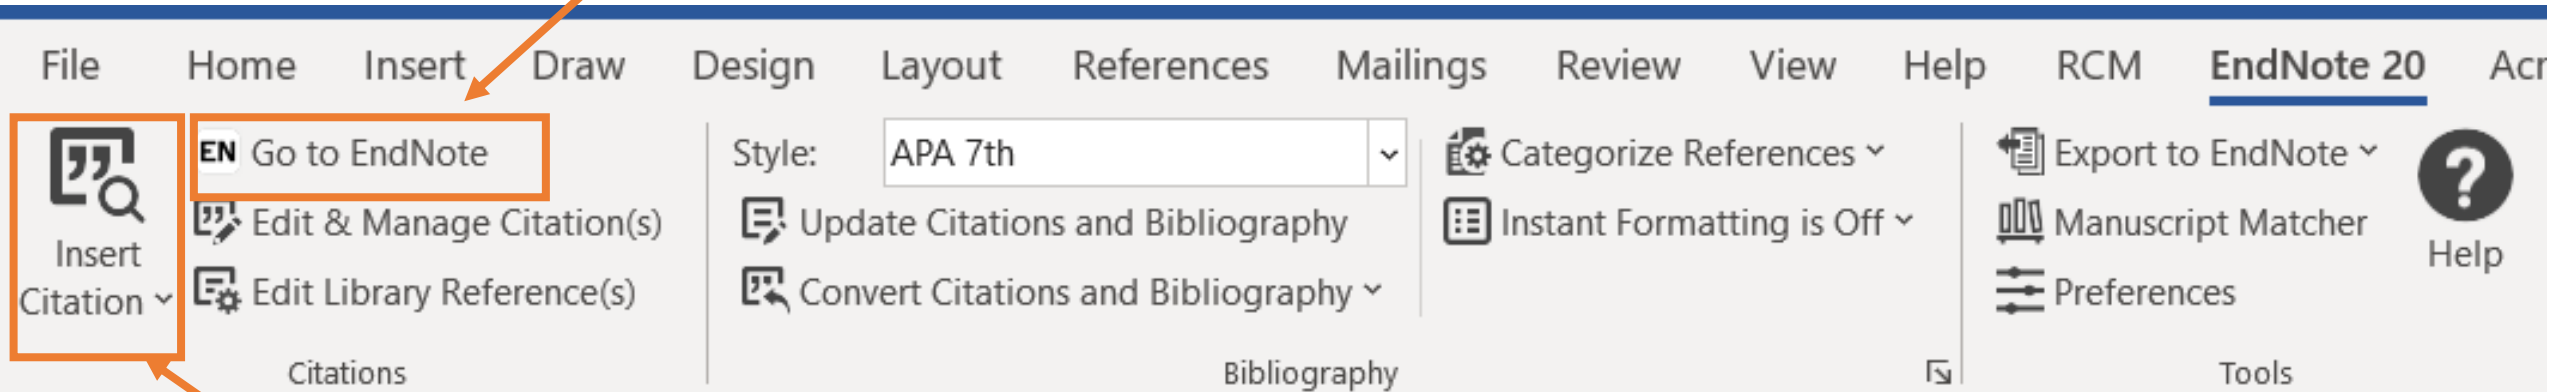 File Home Insert Draw Design Layout References Mailings Review View Help RCM EndNote 20 Acr
Insert
Citation
EN Go to EndNote
Edit & Manage Citation(s)
Edit Library Reference(s)
Citations
Style: APA 7th
Update Citations and Bibliography
Convert Citations and Bibliography
Categorize References
Instant Formatting is Off
Bibliography
Export to EndNote
Manuscript Matcher
Preferences
Help
Tools